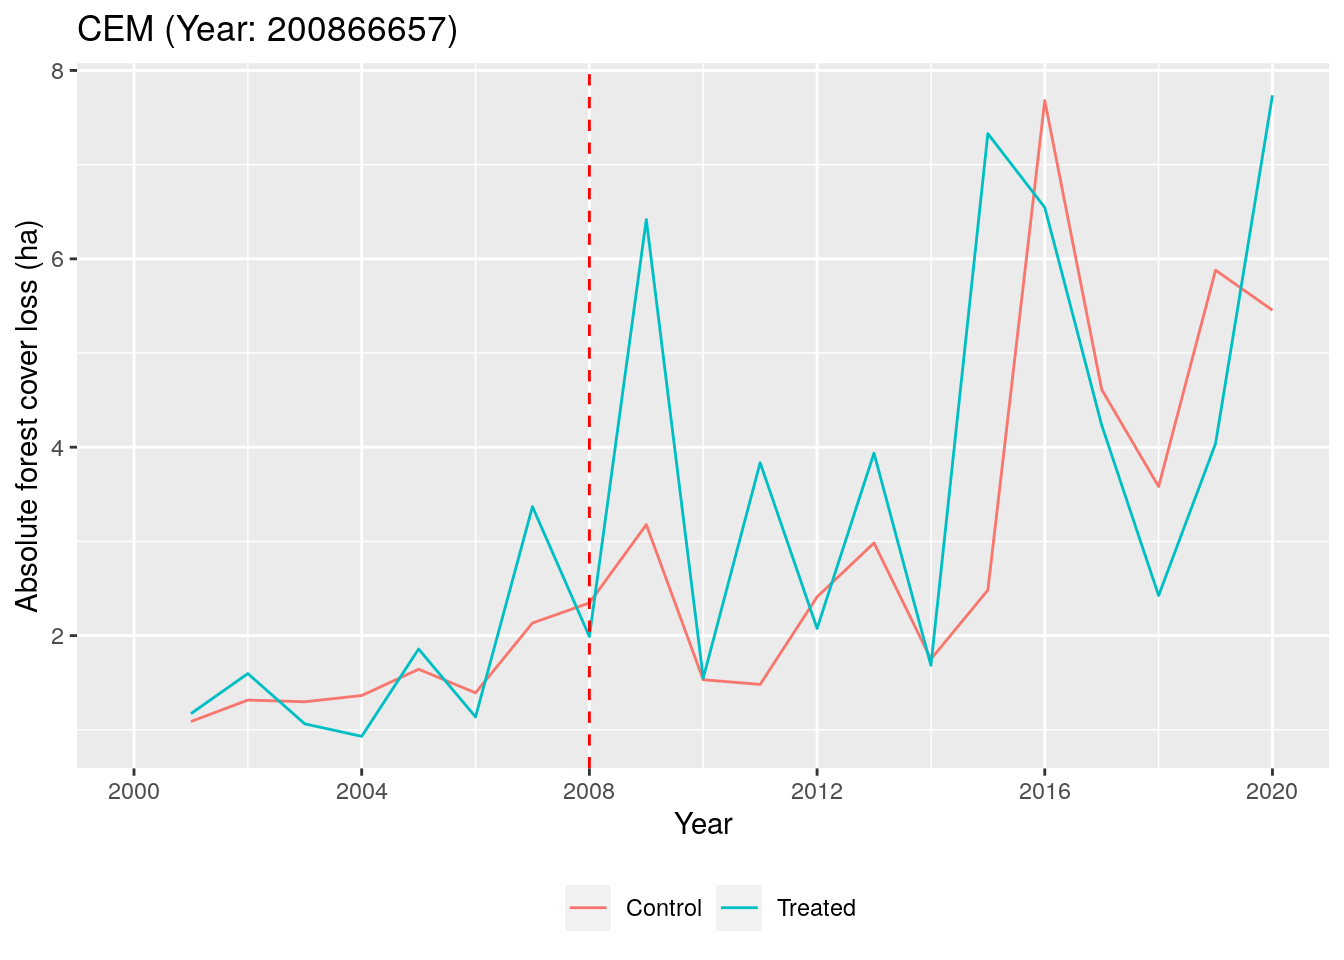 CEM (Year: 200866657)
Absolute forest cover loss (ha)
8
6
4
2
2000 2004 2008 2012 2016 2020
Year
Control Treated